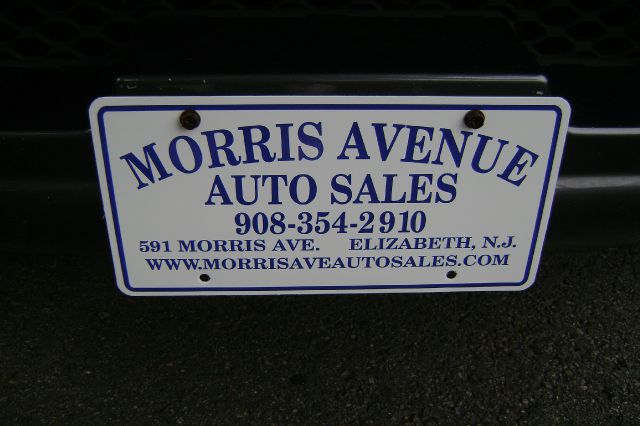 MORRIS AVENUE
AUTO SALES
908-354-2910
591 MORRIS AVE. ELIZABETH, N.J.
WWW.MORRISAVEAUTOSALES.COM